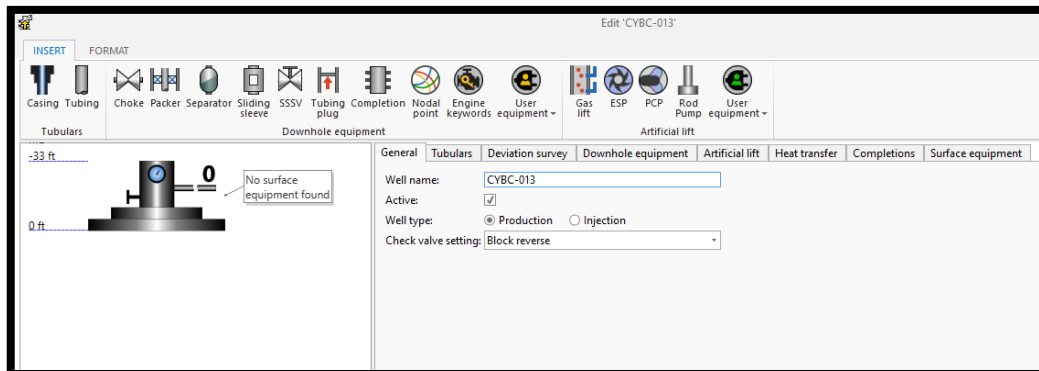 Edit 'CYBC-013'
INSERT FORMAT
Casing Tubing Choke Packer Separator Sliding sleeve SSSV Tubing plug Completion Nodal point Engine keywords User equipment Gas lift ESP PCP Rod Pump User equipment
Tubulars Downhole equipment Artificial lift
-33 ft
0
No surface
equipment found
0 ft
General Tubulars Deviation survey Downhole equipment Artificial lift Heat transfer Completions Surface equipment
Well name: CYBC-013
Active:
Well type: Production Injection
Check valve setting: Block reverse